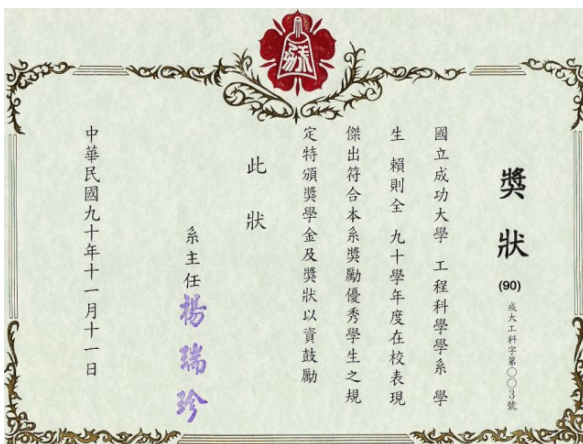 獎狀
(90)
成大工科字第○○3號
國立成功大學 工程科學學系 學
生 賴則全 九十學年度在校表現
傑出符合本系獎勵優秀學生之規
定特頒獎學金及獎狀以資鼓勵
此狀
系主任 楊瑞珍
中華民國九十年十一月十一日